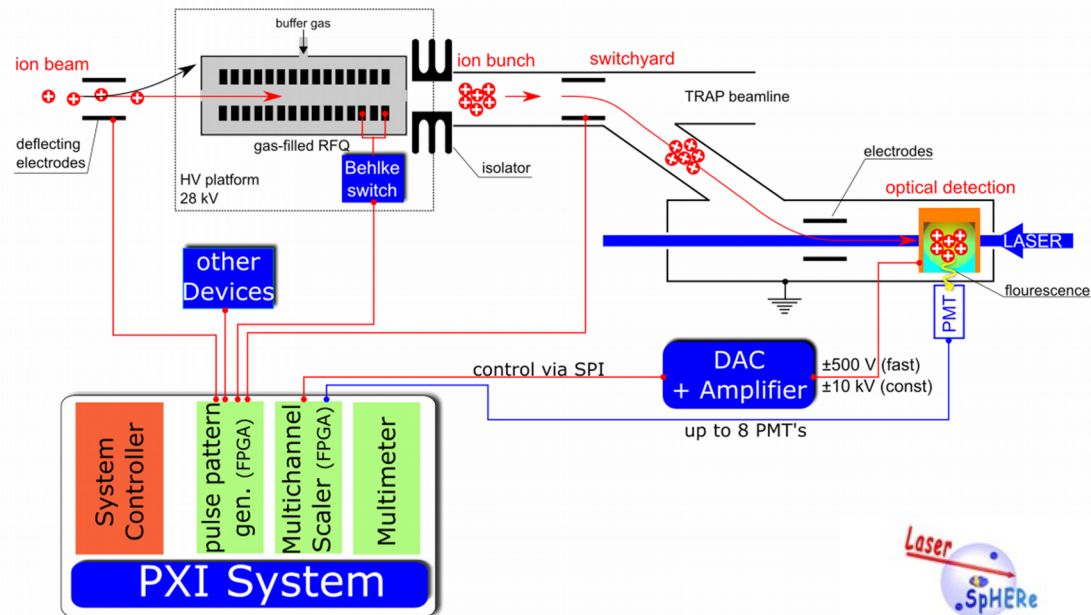 buffer gas
ion beam
ion bunch
switchyard
TRAP beamline
deflecting
electrodes
gas-filled RFQ
HV platform
28 kV
Behlke
switch
isolator
electrodes
optical detection
LASER
flourescence
PMT
other
Devices
control via SPI
DAC
+ Amplifier
±500 V (fast)
±10 kV (const)
up to 8 PMT's
System
Controller
pulse pattern
gen. (FPGA)
Multichannel
Scaler (FPGA)
Multimeter
PXI System
Laser
SpHERe